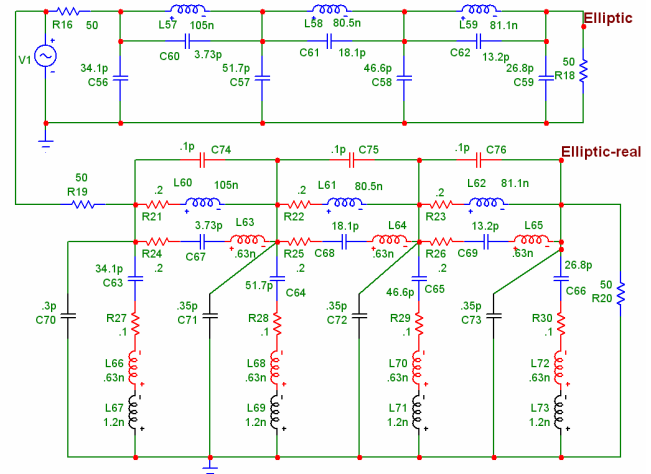 R16 50 L57 105n L58 80.5n L59 81.1n Elliptic
V1 C60 3.73p C61 18.1p C62 13.2p
34.1p C56 51.7p C57 46.6p C58 26.8p C59 50 R18
.1p C74 .1p C75 .1p C76 Elliptic-real
50 R19 L60 105n L61 80.5n L62 81.1n
.2 R21 .2 R22 .2 R23
3.73p L63 18.1p L64 13.2p L65
R24 C67 .63n R25 C68 .63n R26 C69 .63n
34.1p C63 .2 51.7p C64 .2 46.6p C65 .2 26.8p C66 50 R20
.3p C70 .35p C71 .35p C72 .35p C73
R27 .1 R28 .1 R29 .1 R30 .1
L66 .63n L68 .63n L70 .63n L72 .63n
L67 1.2n L69 1.2n L71 1.2n L73 1.2n